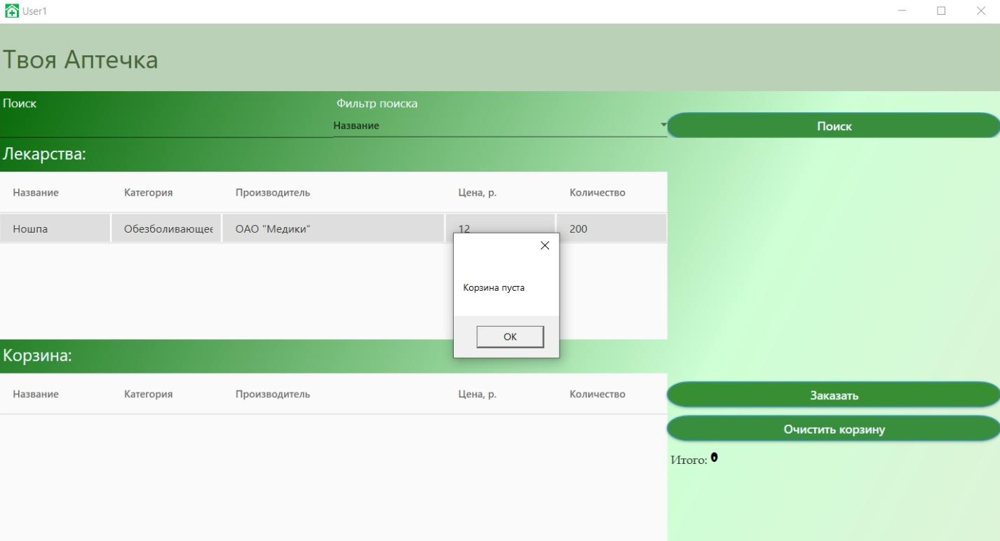 User1
Твоя Аптечка
Поиск Фильтр поиска
Название Поиск
Лекарства:
Название Категория Производитель Цена, р. Количество
Ношпа Обезболивающее ОАО "Медики" 12 200
Корзина пуста
OK
Корзина:
Название Категория Производитель Цена, р. Количество
Заказать
Очистить корзину
Итого: 0